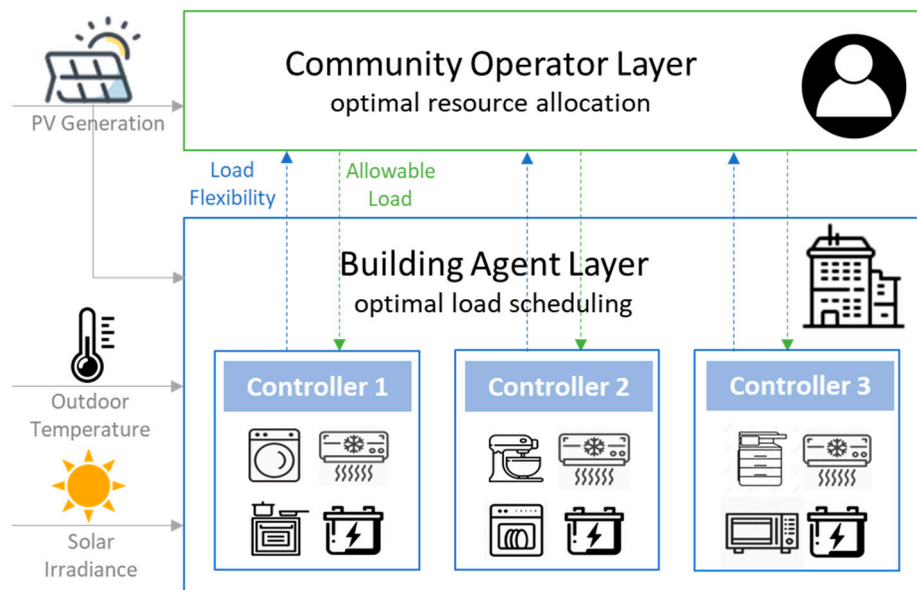 Community Operator Layer
optimal resource allocation
PV Generation
Load
Flexibility
Allowable
Load
Building Agent Layer
optimal load scheduling
Outdoor
Temperature
Solar
Irradiance
Controller 1
Controller 2
Controller 3